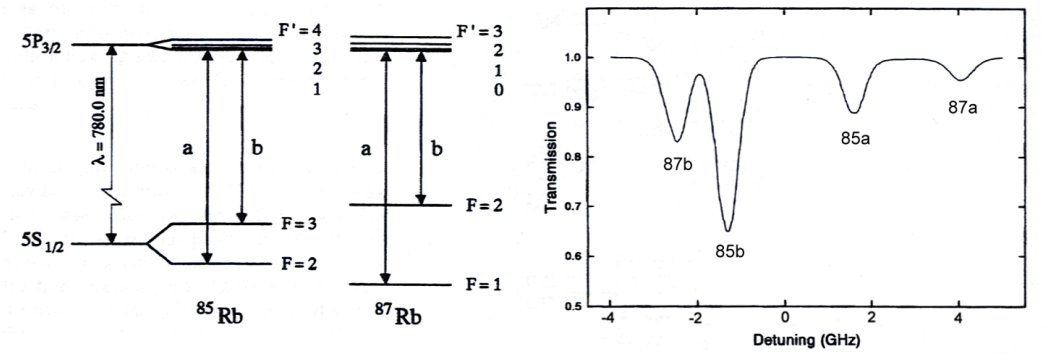 5P3/2
λ = 780.0 nm
5S 1/2
F' = 4
3
2
1
a
b
F = 3
F = 2
85Rb
F' = 3
2
1
0
a
b
F = 2
F = 1
87Rb
Transmission
1.0
0.9
0.8
0.7
0.6
0.5
87b
85b
85a
87a
-4
-2
0
2
4
Detuning (GHz)